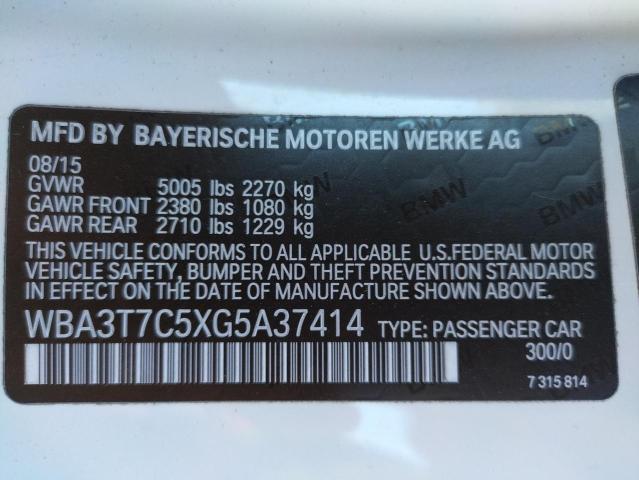 MFD BY BAYERISCHE MOTOREN WERKE AG
08/15
GVWR 5005 lbs 2270 kg
GAWR FRONT 2380 lbs 1080 kg
GAWR REAR 2710 lbs 1229 kg
THIS VEHICLE CONFORMS TO ALL APPLICABLE U.S.FEDERAL MOTOR
VEHICLE SAFETY, BUMPER AND THEFT PREVENTION STANDARDS
IN EFFECT ON THE DATE OF MANUFACTURE SHOWN ABOVE.
WBA3T7C5XG5A37414 TYPE: PASSENGER CAR
300/0
7 315 814
BMW
BMW
BMW